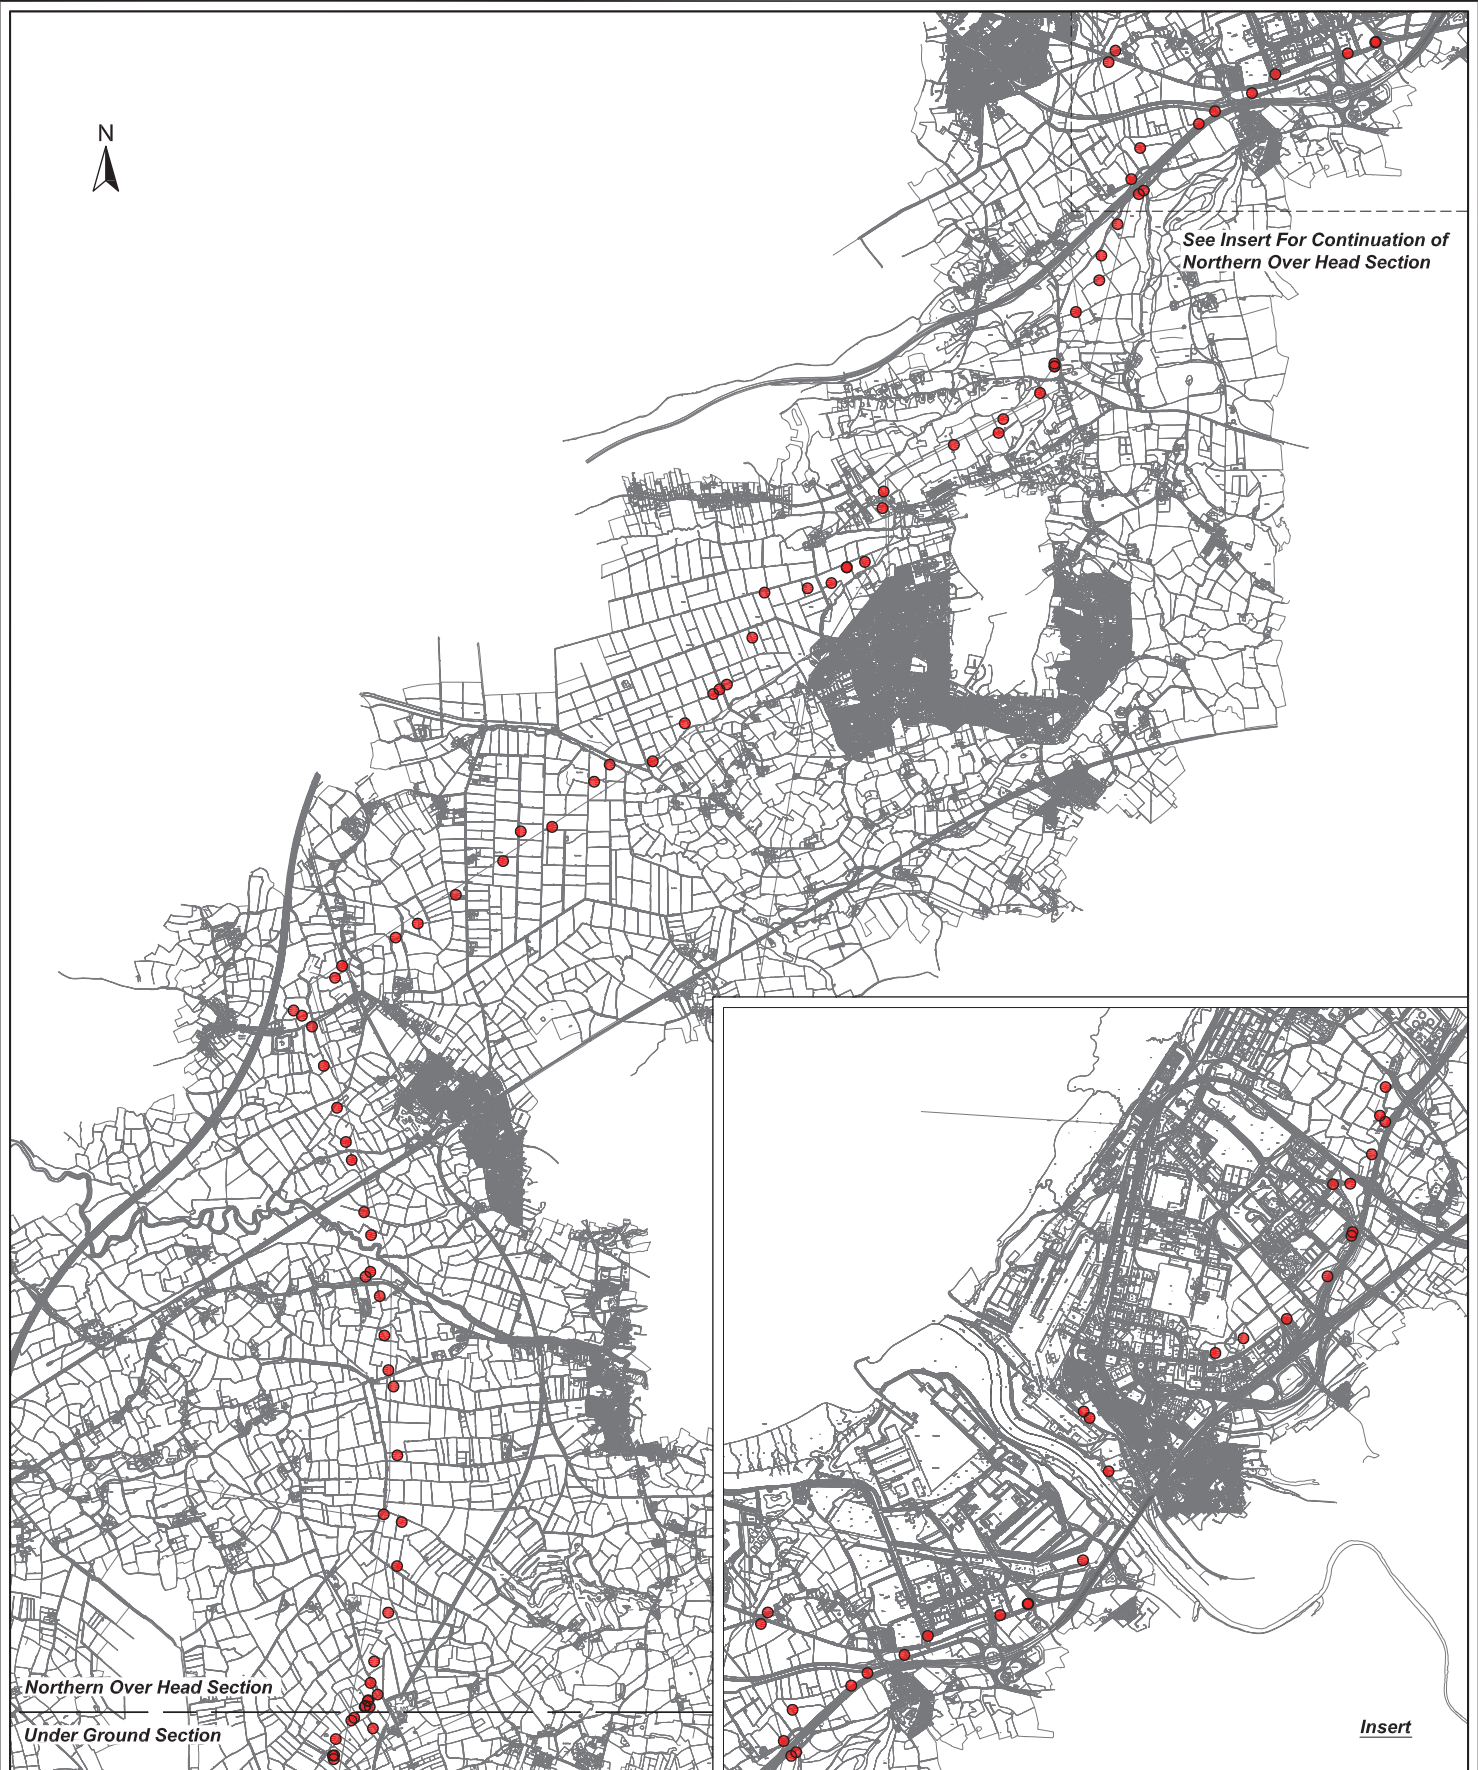 N
See Insert For Continuation of
Northern Over Head Section
Northern Over Head Section
Under Ground Section
Insert